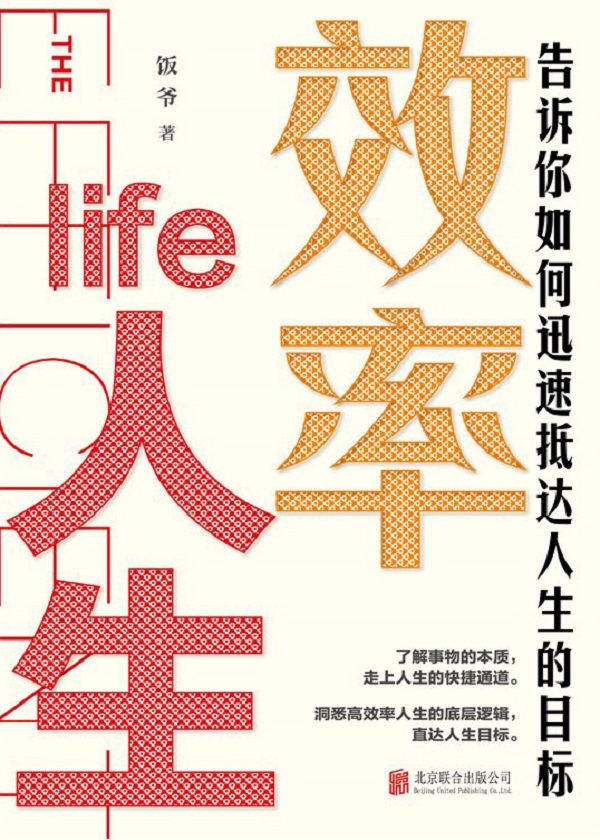 告诉你如何迅速抵达人生的目标
效率
THE
life
人生
饭爷 著
了解事物的本质，
走上人生的快捷通道。
洞悉高效率人生的底层逻辑，
直达人生目标。
北京联合出版公司
Beijing United Publishing Co.,Ltd.